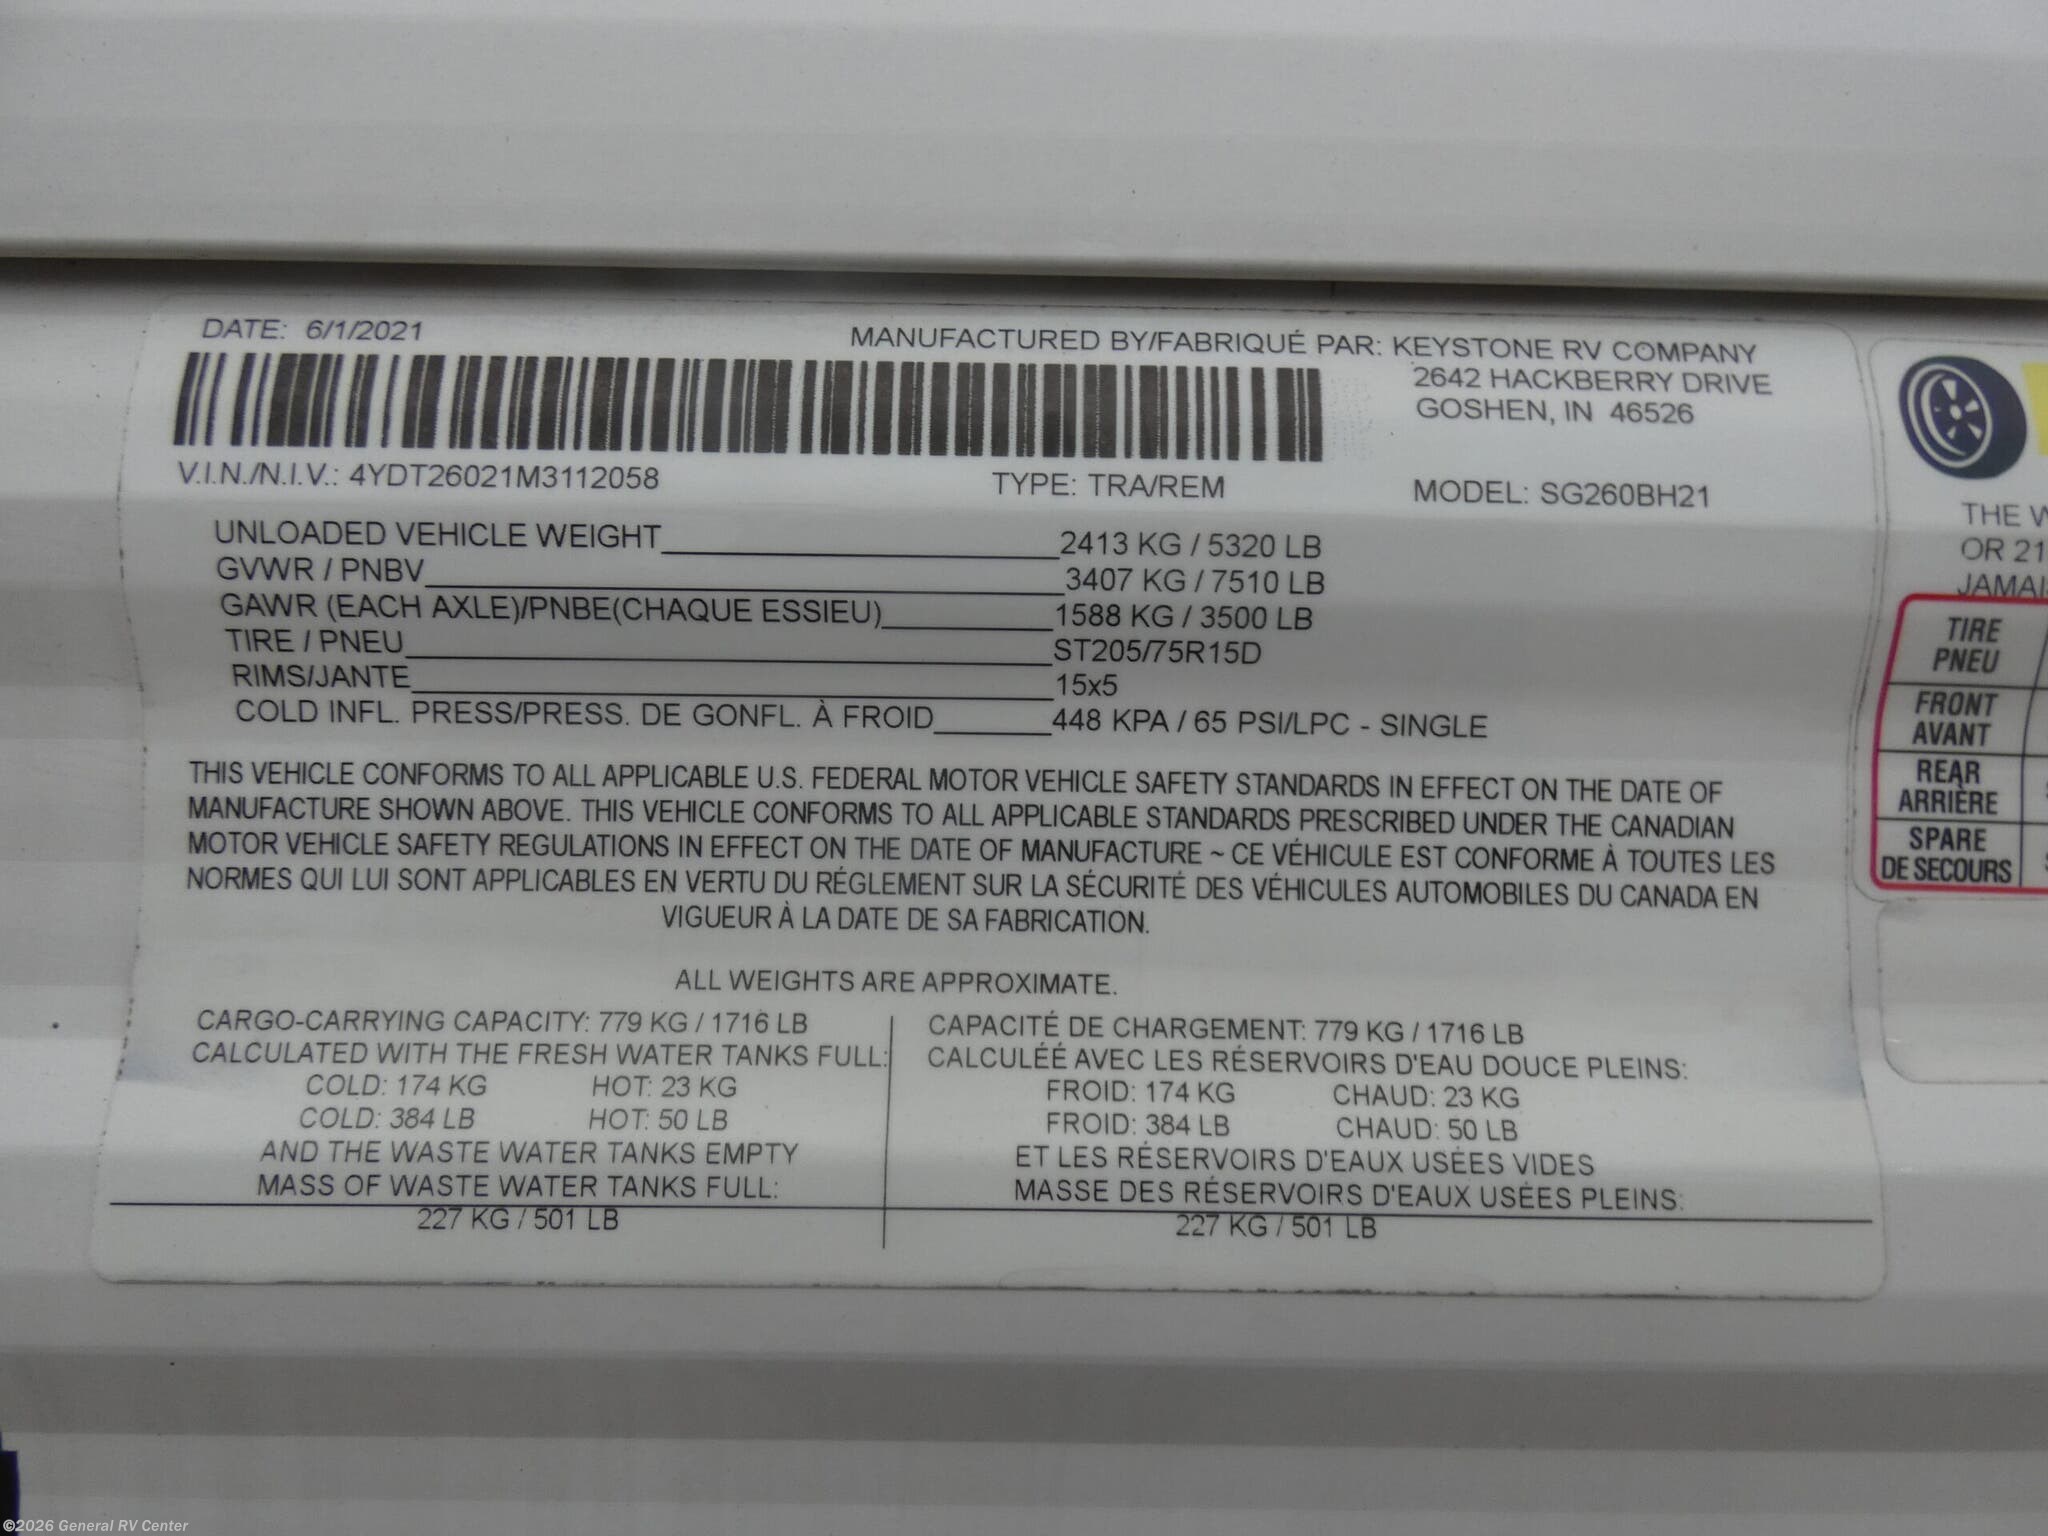 DATE: 6/1/2021
MANUFACTURED BY/FABRIQUÉ PAR: KEYSTONE RV COMPANY
2642 HACKBERRY DRIVE
GOSHEN, IN 46526
V.I.N./N.I.V.: 4YDT26021M3112058
TYPE: TRA/REM
MODEL: SG260BH21
UNLOADED VEHICLE WEIGHT 2413 KG / 5320 LB
GVWR / PNBV 3407 KG / 7510 LB
GAWR (EACH AXLE)/PNBE(CHAQUE ESSIEU) 1588 KG / 3500 LB
TIRE / PNEU ST205/75R15D
RIMS/JANTE 15x5
COLD INFL. PRESS/PRESS. DE GONFL. À FROID 448 KPA / 65 PSI/LPC - SINGLE
THIS VEHICLE CONFORMS TO ALL APPLICABLE U.S. FEDERAL MOTOR VEHICLE SAFETY STANDARDS IN EFFECT ON THE DATE OF
MANUFACTURE SHOWN ABOVE. THIS VEHICLE CONFORMS TO ALL APPLICABLE STANDARDS PRESCRIBED UNDER THE CANADIAN
MOTOR VEHICLE SAFETY REGULATIONS IN EFFECT ON THE DATE OF MANUFACTURE ~ CE VÉHICULE EST CONFORME À TOUTES LES
NORMES QUI LUI SONT APPLICABLES EN VERTU DU RÉGLEMENT SUR LA SÉCURITÉ DES VÉHICULES AUTOMOBILES DU CANADA EN
VIGUEUR À LA DATE DE SA FABRICATION.
ALL WEIGHTS ARE APPROXIMATE.
CARGO-CARRYING CAPACITY: 779 KG / 1716 LB
CALCULATED WITH THE FRESH WATER TANKS FULL:
COLD: 174 KG HOT: 23 KG
COLD: 384 LB HOT: 50 LB
AND THE WASTE WATER TANKS EMPTY
MASS OF WASTE WATER TANKS FULL:
227 KG / 501 LB
CAPACITÉ DE CHARGEMENT: 779 KG / 1716 LB
CALCULÉÉ AVEC LES RÉSERVOIRS D'EAU DOUCE PLEINS:
FROID: 174 KG CHAUD: 23 KG
FROID: 384 LB CHAUD: 50 LB
ET LES RÉSERVOIRS D'EAUX USÉES VIDES
MASSE DES RÉSERVOIRS D'EAUX USÉES PLEINS:
227 KG / 501 LB
THE
OR 21
JAMAI
TIRE
PNEU
FRONT
AVANT
REAR
ARRIÈRE
SPARE
DE SECOURS
©2026 General RV Center